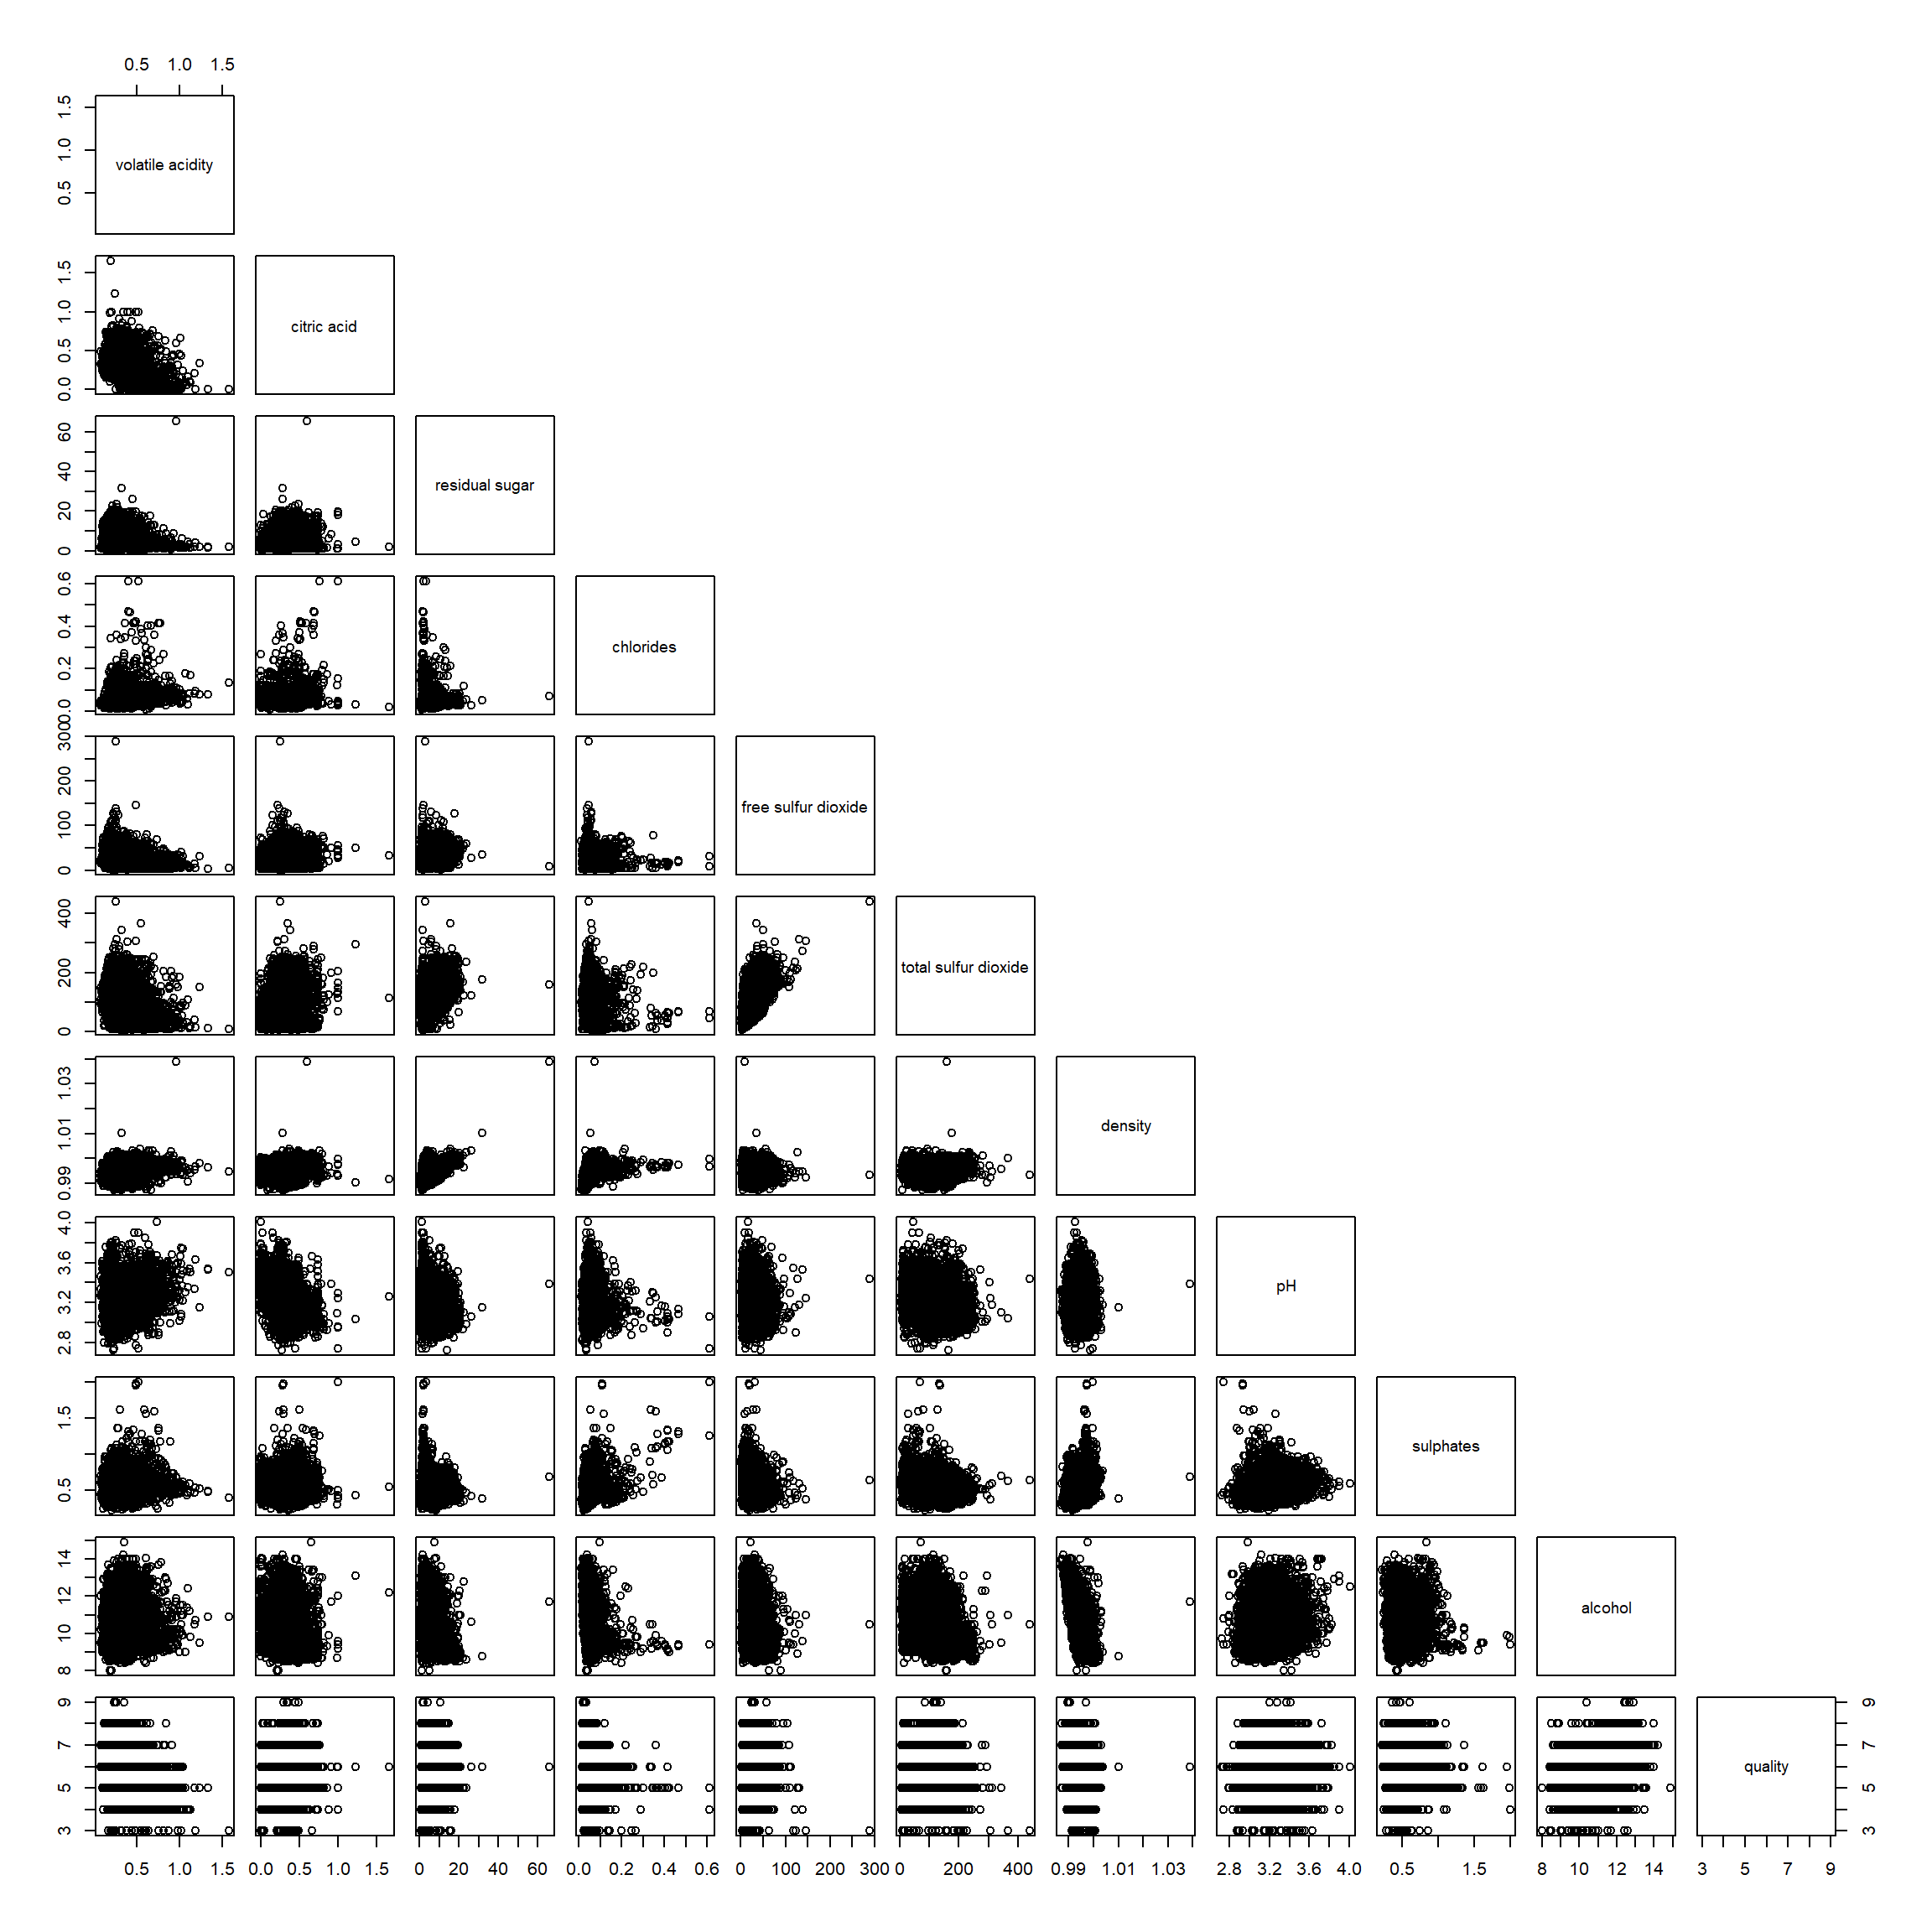 0.5 1.0 1.5
0.5 1.0 1.5
volatile acidity
0.0 0.5 1.0 1.5
citric acid
0 20 40 60
residual sugar
0.0 0.2 0.4 0.6
chlorides
0 100 200 300
free sulfur dioxide
0 200 400
total sulfur dioxide
0.99 1.01 1.03
density
2.8 3.2 3.6 4.0
pH
0.5 1.5
sulphates
8 10 12 14
alcohol
3 5 7 9
quality
3 5 7 9
0.5 1.0 1.5
0.0 0.5 1.0 1.5
0 20 40 60
0.0 0.2 0.4 0.6
0 100 200 300
0 200 400
0.99 1.01 1.03
2.8 3.2 3.6 4.0
0.5 1.5
8 10 12 14
3 5 7 9